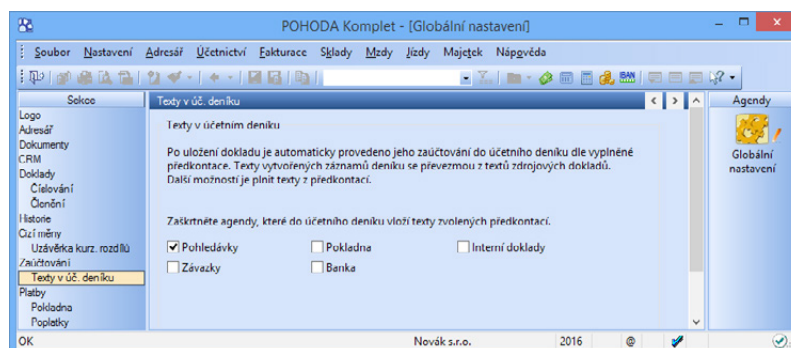 POHODA Komplet - [Globální nastavení]
Soubor Nastavení Adresář Účetnictví Fakturace Sklady Mzdy Jízdy Majetek Nápověda
IBAN
Sekce
Logo
Adresář
Dokumenty
CRM
Doklady
Číslování
Členění
Historie
Cizí měny
Uzávěrka kurz. rozdílů
Zaúčtování
Texty v úč. deníku
Platby
Pokladna
Poplatky
Texty v úč. deníku
Texty v účetním deníku
Po uložení dokladu je automaticky provedeno jeho zaúčtování do účetního deníku dle vyplněné
předkontace. Texty vytvořených záznamů deníku se převezmou z textů zdrojových dokladů.
Další možností je plnit texty z předkontací.
Zaškrtněte agendy, které do účetního deníku vloží texty zvolených předkontací.
Pohledávky Pokladna Interní doklady
Závazky Banka
Agendy
Globální
nastavení
OK Novák s.r.o. 2016 @